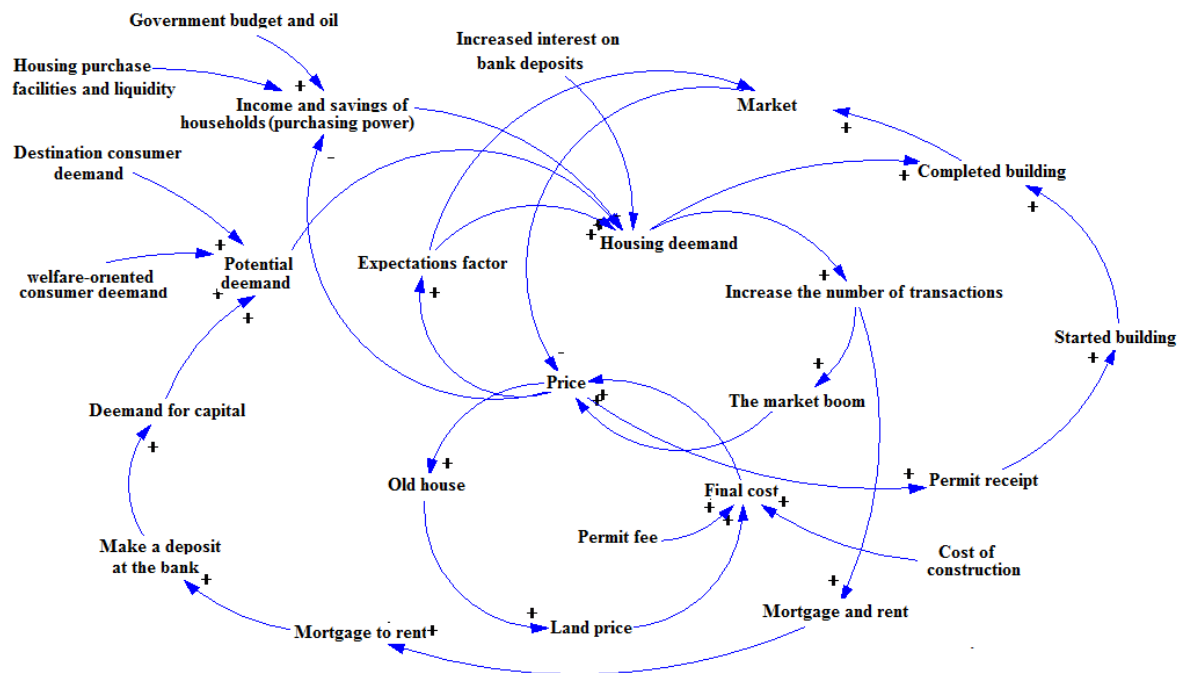 Government budget and oil
Increased interest on
bank deposits
Housing purchase
facilities and liquidity
+
Income and savings of
households (purchasing power)
Market
+
Destination consumer
deemand
-
Completed building
+
+
+
+
+
Housing deemand
+
Potential
deemand
Expectations factor
welfare-oriented
consumer deemand
+
+
+
+
Increase the number of transactions
+
Started building
+
-
+
Price
+
+
The market boom
Deemand for capital
+
+
Old house
+
Permit receipt
Final cost
+
+
+
Permit fee
Make a deposit
at the bank
+
Cost of
construction
+
+
Mortgage and rent
Mortgage to rent
+
Land price